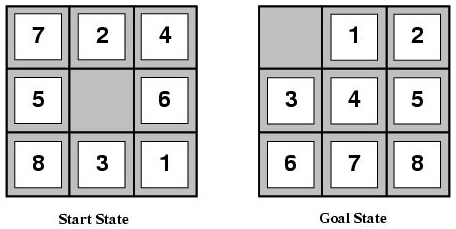 7 2 4
5 6
8 3 1
Start State
1 2
3 4 5
6 7 8
Goal State